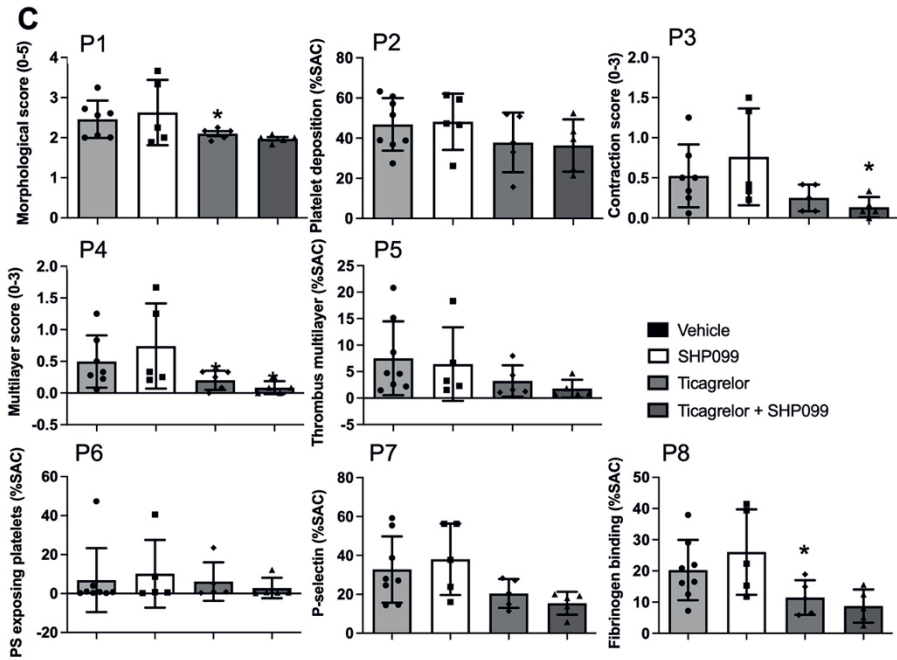 C
P1
Morphological score (0-5)
4
3
2
1
0
*
P2
Platelet deposition (%SAC)
80
60
40
20
0
P3
Contraction score (0-3)
2.0
1.5
1.0
0.5
0.0
*
P4
Multilayer score (0-3)
2.0
1.5
1.0
0.5
0.0
-0.5
*
*
P5
Thrombus multilayer (%SAC)
25
20
15
10
5
0
-5
Vehicle
SHP099
Ticagrelor
Ticagrelor + SHP099
P6
PS exposing platelets (%SAC)
60
40
20
0
-20
P7
P-selectin (%SAC)
80
60
40
20
0
P8
Fibrinogen binding (%SAC)
50
40
30
20
10
0
*